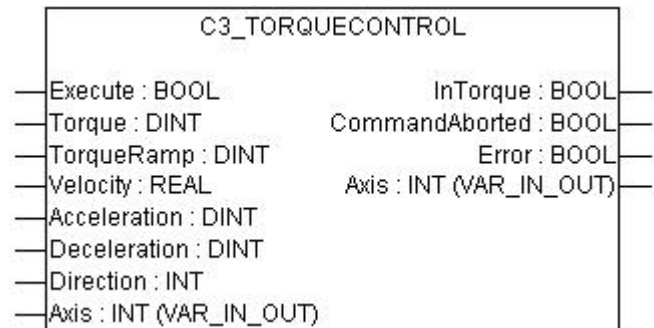 C3_TORQUECONTROL
Execute : BOOL InTorque : BOOL
Torque : DINT CommandAborted : BOOL
TorqueRamp : DINT Error : BOOL
Velocity : REAL Axis : INT (VAR_IN_OUT)
Acceleration : DINT
Deceleration : DINT
Direction : INT
Axis : INT (VAR_IN_OUT)